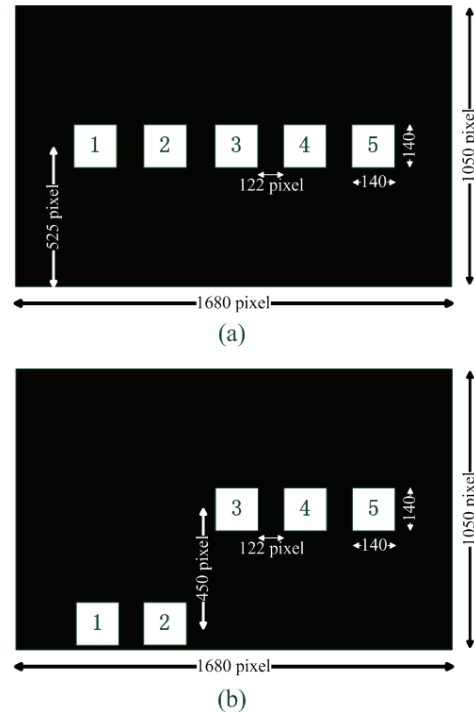 1 2 3 4 5
140
122 pixel
140
525 pixel
1050 pixel
1680 pixel
(a)
3 4 5
140
122 pixel
140
450 pixel
1050 pixel
1 2
1680 pixel
(b)